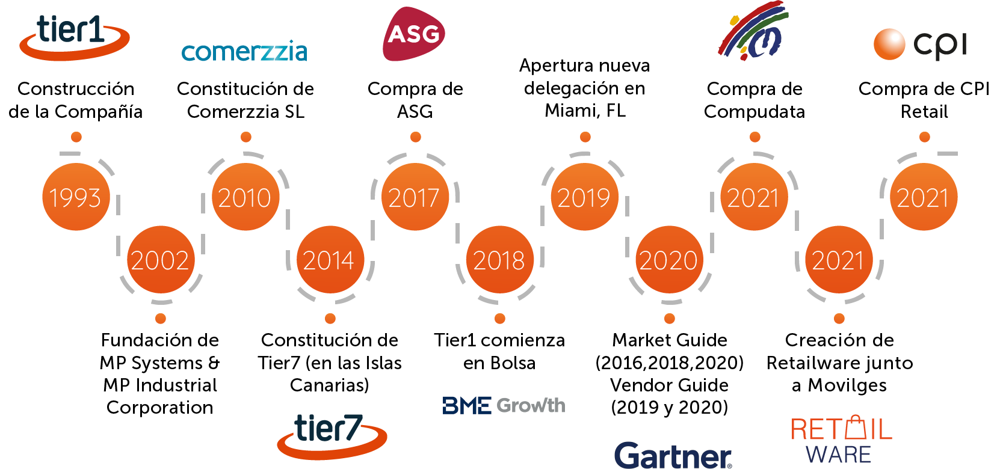 tier1
Construcción
de la Compañía
1993
2002
Fundación de
MP Systems &
MP Industrial
Corporation
comerzzia
Constitución de
Comerzzia SL
2010
2014
Constitución de
Tier7 (en las Islas
Canarias)
tier7
ASG
Compra de
ASG
2017
2018
Tier1 comienza
en Bolsa
BME Growth
Apertura nueva
delegación en
Miami, FL
2019
2020
Market Guide
(2016,2018,2020)
Vendor Guide
(2019 y 2020)
Gartner®
Compra de
Compudata
2021
2021
Creación de
Retailware junto
a Movilges
RETAIL
WARE
cpi
Compra de CPI
Retail
2021